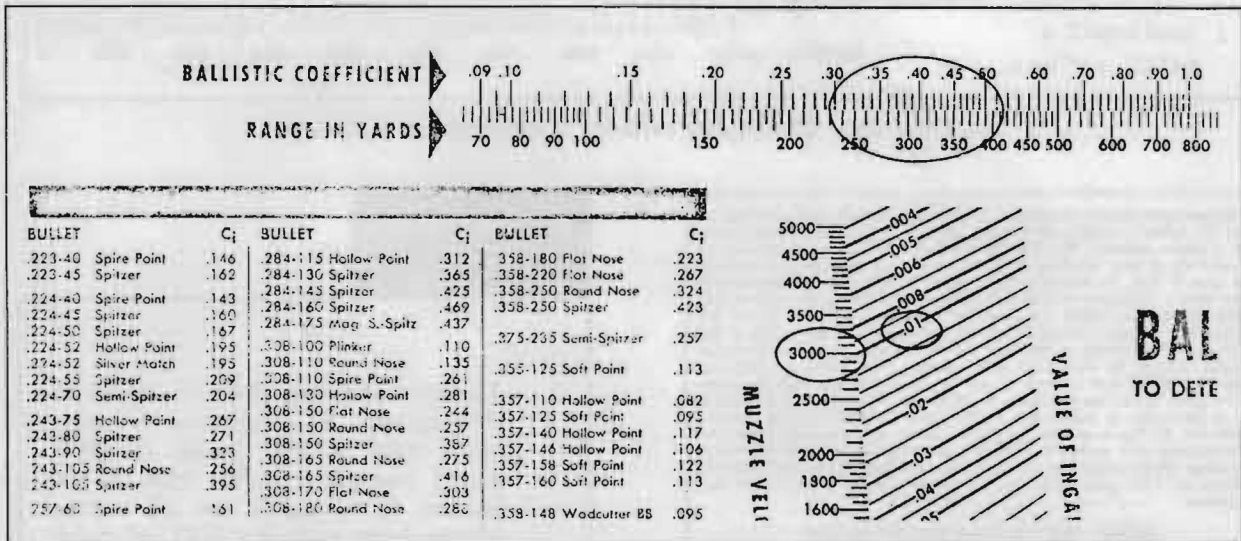 BALLISTIC COEFFICIENT
.09 .10 .15 .20 .25 .30 .35 .40 .45 .50 .60 .70 .80 .90 1.0
RANGE IN YARDS
70 80 90 100 150 200 250 300 350 400 450 500 600 700 800
BULLET Ci BULLET Ci BULLET Ci
.223-40 Spire Point .146 .284-115 Hollow Point .312 .358-180 Flot Nose .223
.223-45 Spitzer .162 .284-130 Spitzer .365 .358-220 Flot Nose .267
.284-145 Spitzer .425 .358-250 Round Nose .324
.224-40 Spire Point .143 .284-160 Spitzer .469 .358-250 Spitzer .423
.224-45 Spitzer .160 .284-175 Mag. S.-Spitz .437
.224-50 Spitzer .167 .375-235 Semi-Spitzer .257
.224-52 Hollow Point .195 .308-100 Plinker .110
.224-52 Silver Match .195 .308-110 Round Nose .135 .355-125 Soft Point .113
.224-55 Spitzer .209 .308-110 Spire Point .261
.224-70 Semi-Spitzer .204 .308-130 Hollow Point .281 .357-110 Hollow Point .082
.308-150 Flat Nose .244 .357-125 Soft Point .095
.243-75 Hollow Point .267 .308-150 Round Nose .257 .357-140 Hollow Point .117
.243-80 Spitzer .271 .308-150 Spitzer .387 .357-146 Hollow Point .106
.243-90 Spitzer .323 .308-165 Round Nose .275 .357-158 Soft Point .122
.243-105 Round Nose .256 .308-165 Spitzer .416 .357-160 Soft Point .113
.243-105 Spitzer .395 .308-170 Flat Nose .303
.257-60 Spire Point .161 .308-180 Round Nose .288 .358-148 Wadcutter BB .095
MUZZLE VEL
5000
4500
4000
3500
3000
2500
2000
1800
1600
.004
.005
.006
.008
.01
.02
.03
.04
.05
VALUE OF INGA
BAL
TO DETE